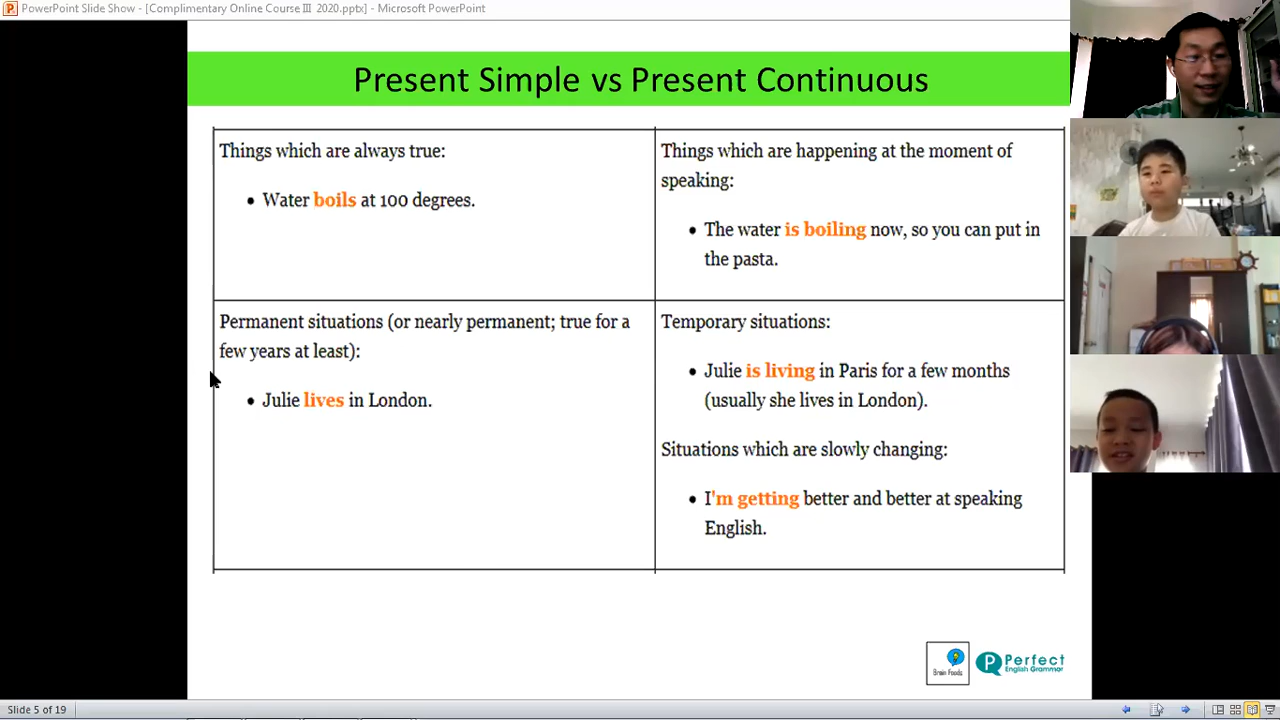 PowerPoint Slide Show - [Complimentary Online Course III 2020.pptx] - Microsoft PowerPoint
Present Simple vs Present Continuous
Things which are always true:
• Water boils at 100 degrees.
Things which are happening at the moment of
speaking:
• The water is boiling now, so you can put in
the pasta.
Permanent situations (or nearly permanent; true for a
few years at least):
• Julie lives in London.
Temporary situations:
• Julie is living in Paris for a few months
(usually she lives in London).
Situations which are slowly changing:
• I'm getting better and better at speaking
English.
Brain Foods
Perfect
English Grammar
Slide 5 of 19